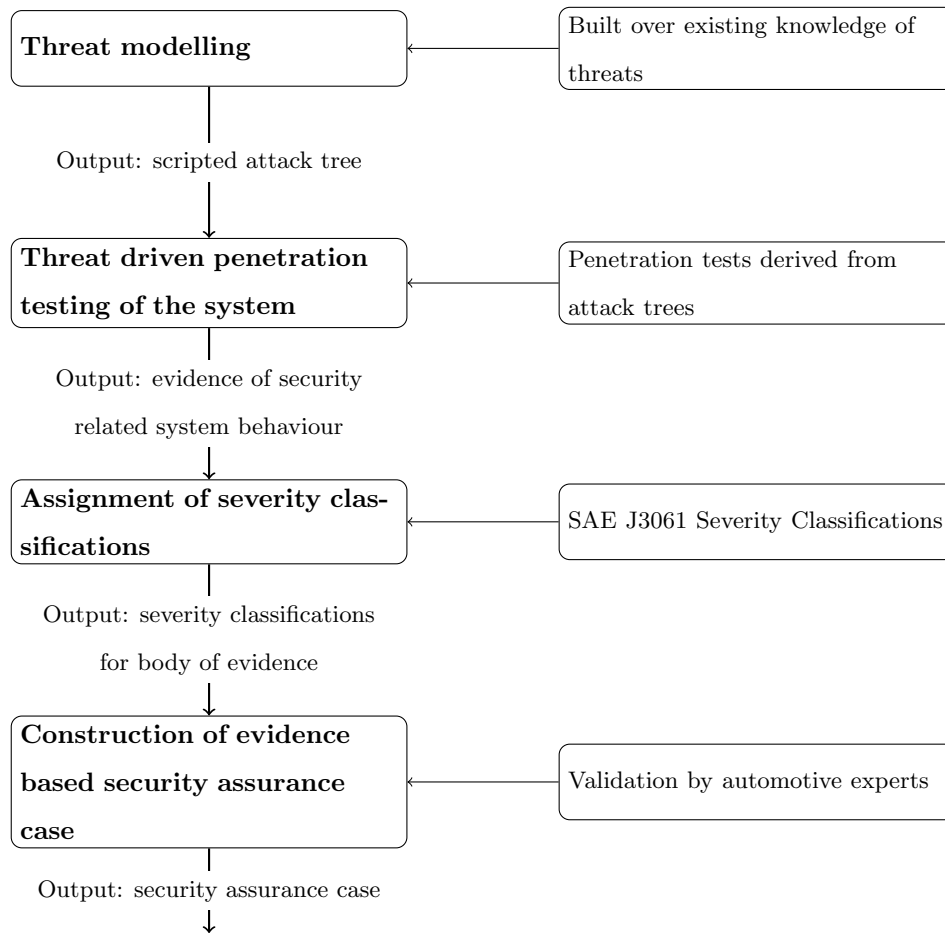 Threat modelling
Built over existing knowledge of
threats
Output: scripted attack tree
Threat driven penetration
testing of the system
Penetration tests derived from
attack trees
Output: evidence of security
related system behaviour
Assignment of severity clas-
sifications
SAE J3061 Severity Classifications
Output: severity classifications
for body of evidence
Construction of evidence
based security assurance
case
Validation by automotive experts
Output: security assurance case